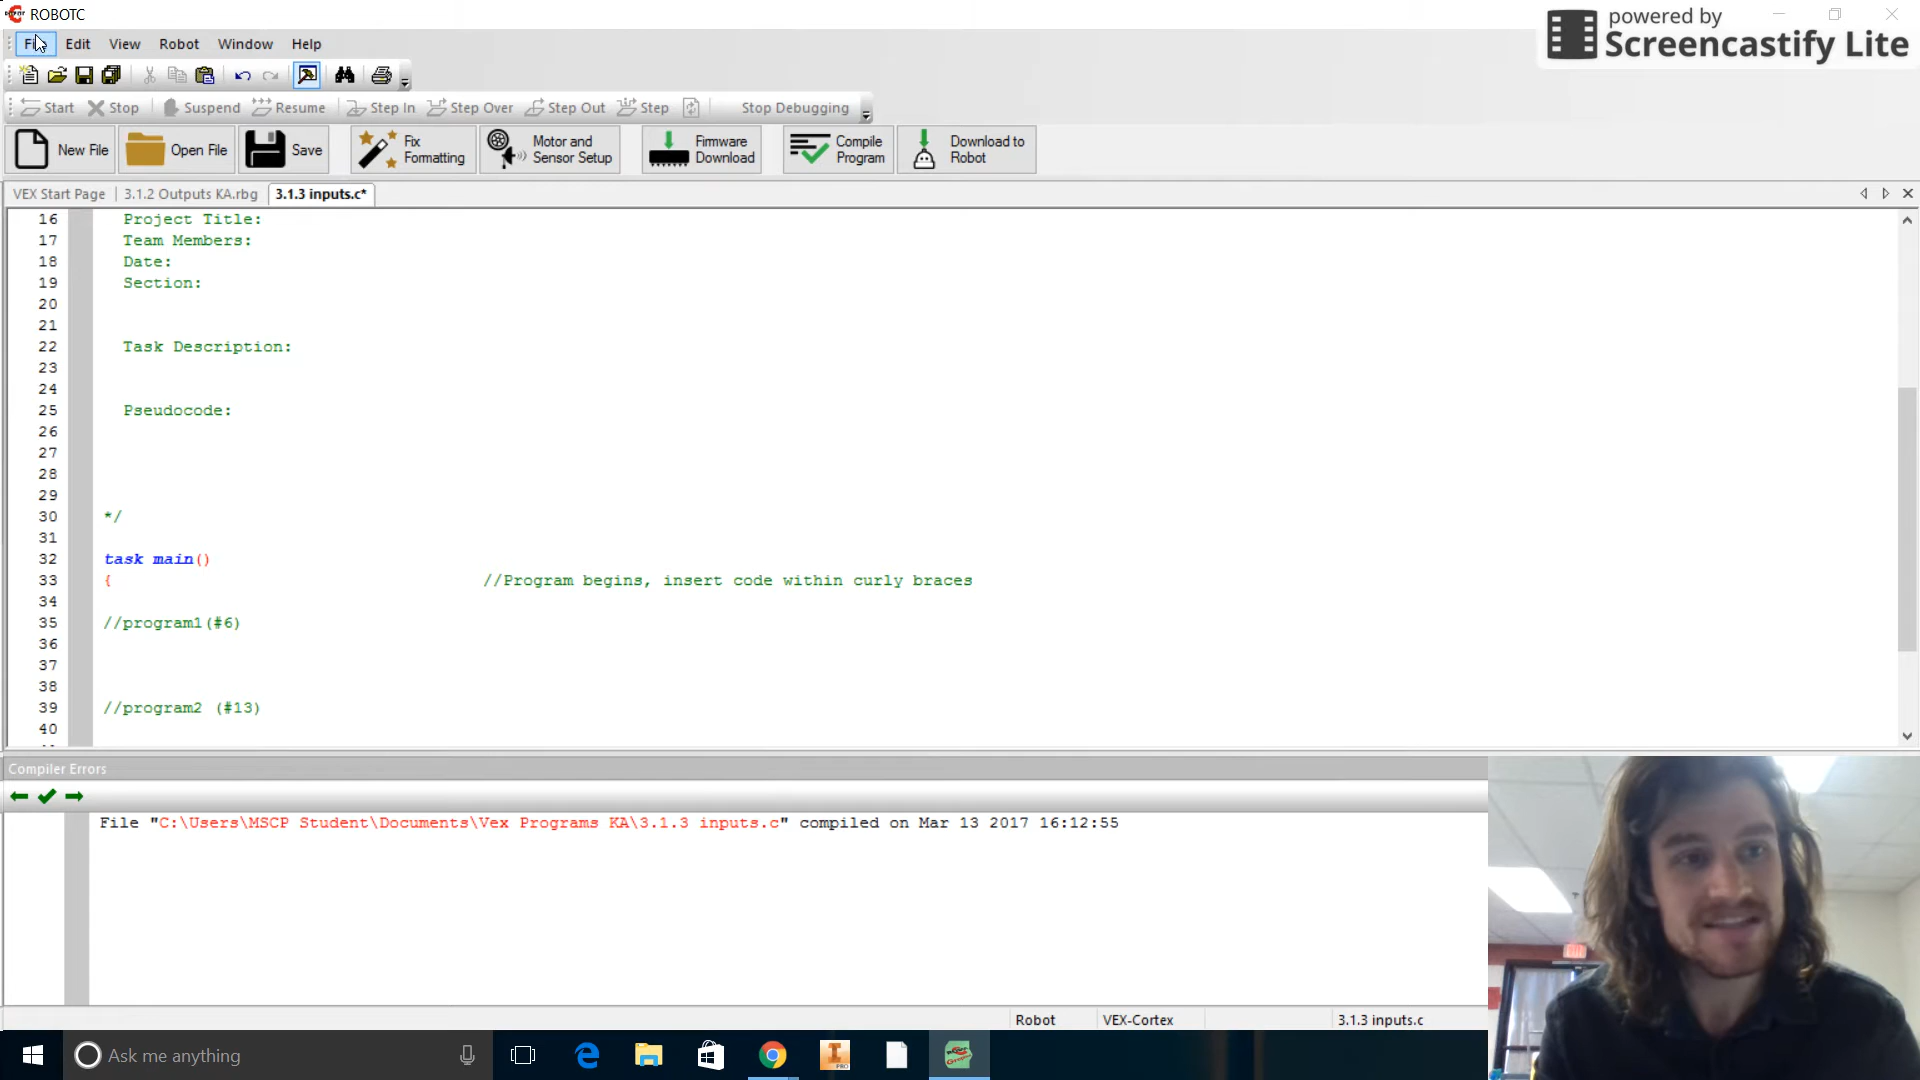 ROBOTC
powered by
Screencastify Lite
File Edit View Robot Window Help
Start Stop Suspend Resume Step In Step Over Step Out Step Stop Debugging
New File Open File Save Fix Formatting Motor and Sensor Setup Firmware Download Compile Program Download to Robot
VEX Start Page 3.1.2 Outputs KA.rbg 3.1.3 inputs.c*
16 Project Title:
17 Team Members:
18 Date:
19 Section:
20
21
22 Task Description:
23
24
25 Pseudocode:
26
27
28
29
30 */
31
32 task main()
33 { //Program begins, insert code within curly braces
34
35 //program1(#6)
36
37
38
39 //program2 (#13)
40
Compiler Errors
File "C:\Users\MSCP Student\Documents\Vex Programs KA\3.1.3 inputs.c" compiled on Mar 13 2017 16:12:55
Robot VEX-Cortex 3.1.3 inputs.c
Ask me anything